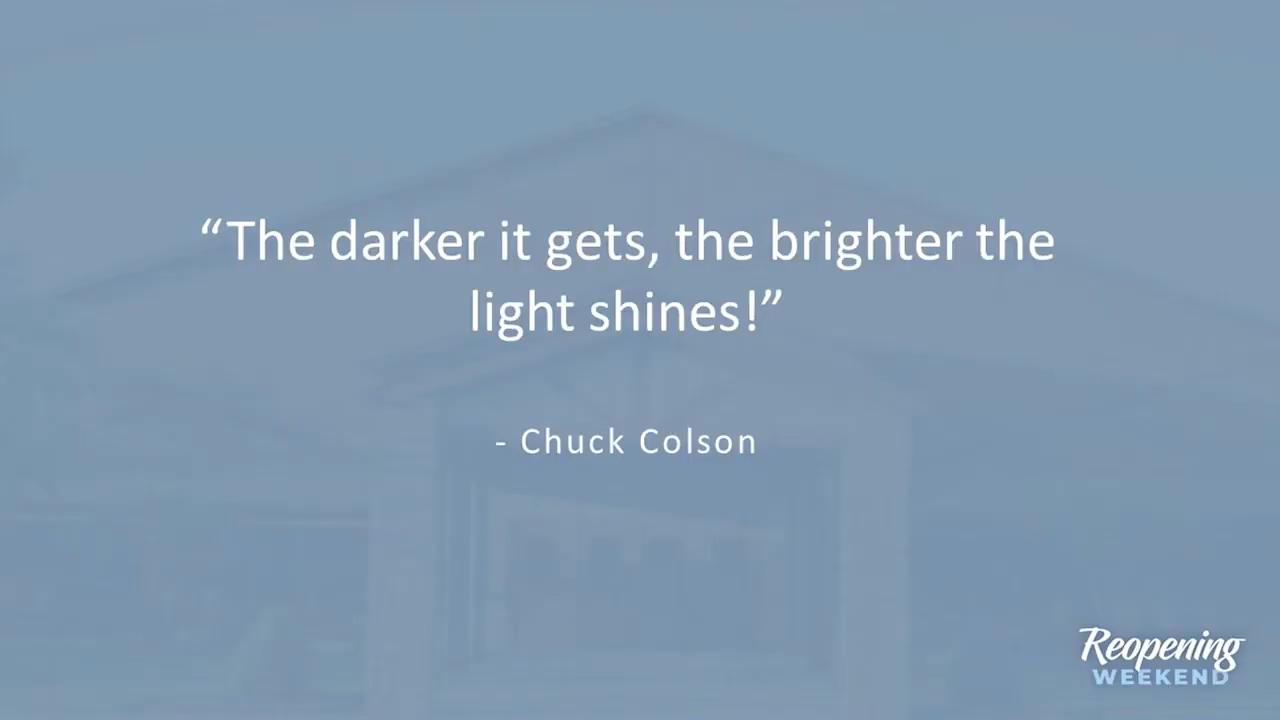 “The darker it gets, the brighter the
light shines!”
- Chuck Colson
Reopening
WEEKEND